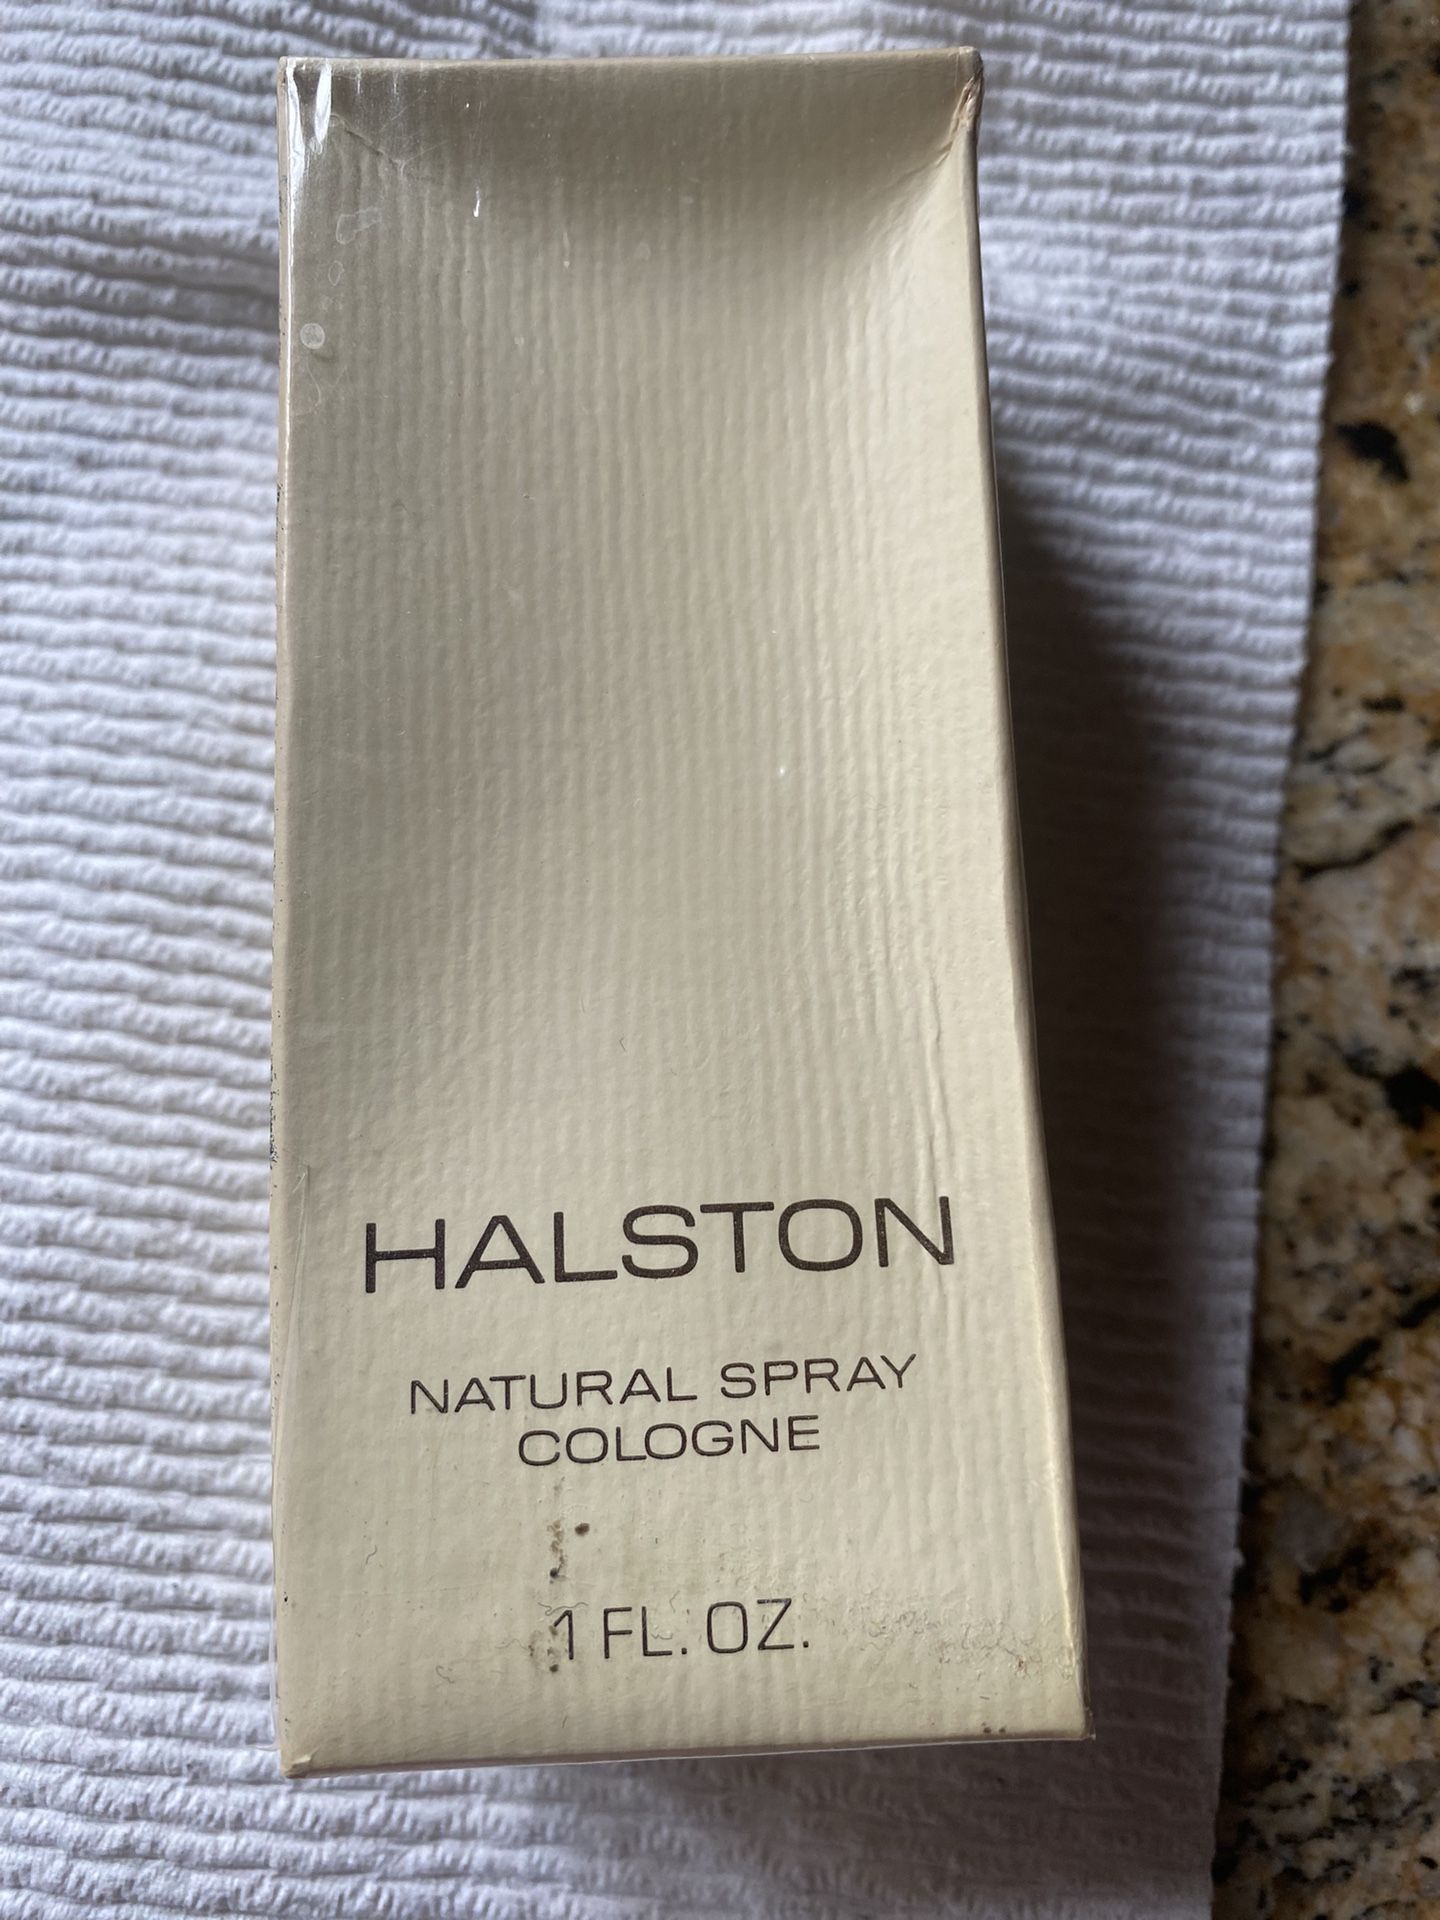 HALSTON
NATURAL SPRAY
COLOGNE
1 FL. OZ.